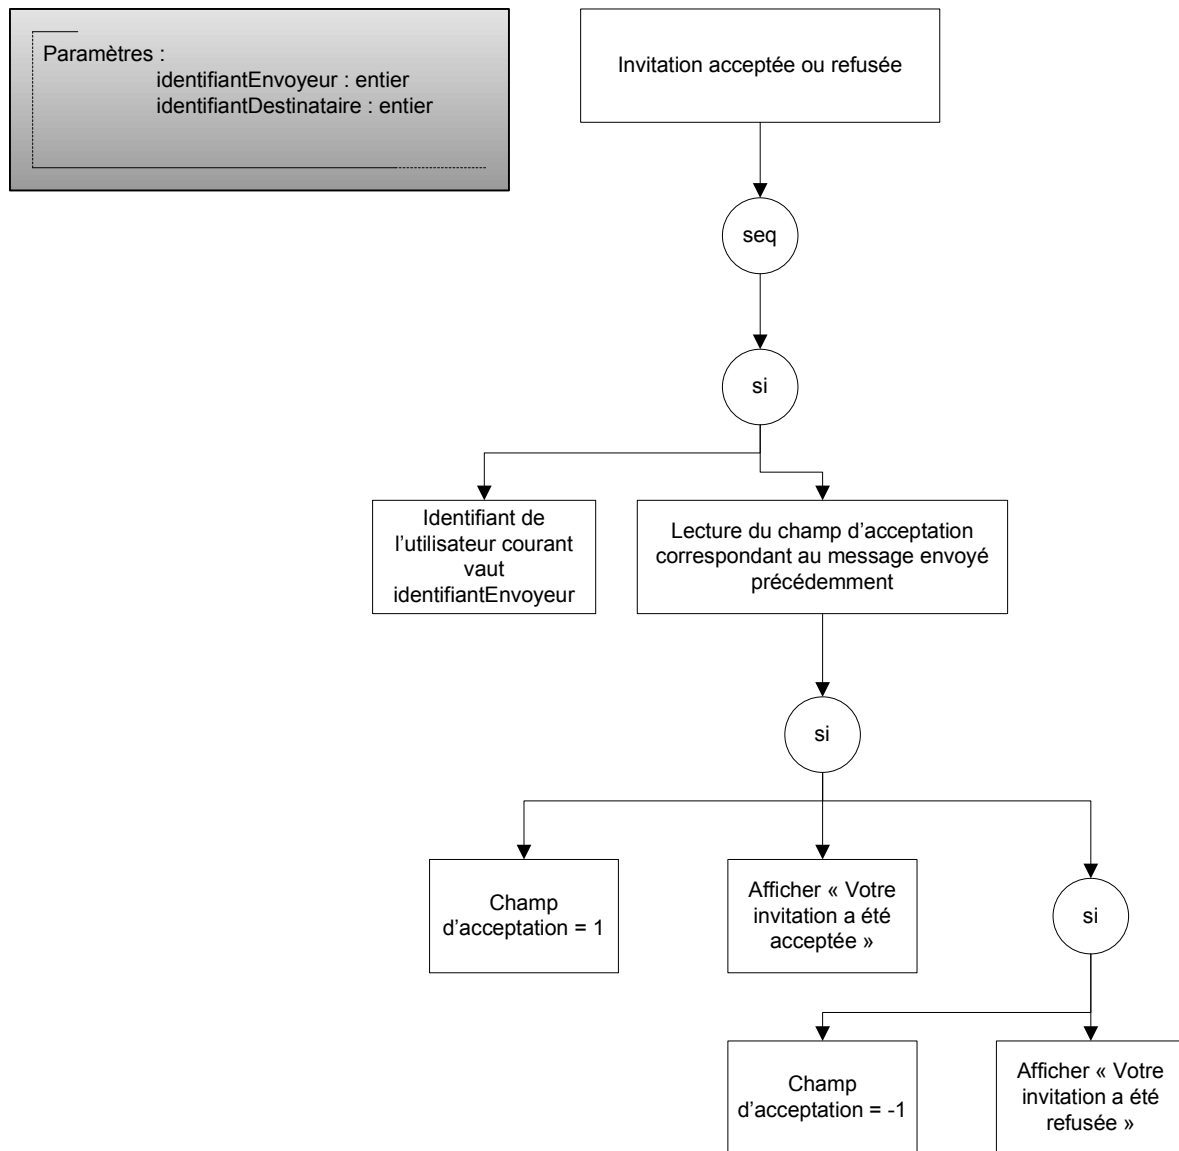 Paramètres :
identifiantEnvoyeur : entier
identifiantDestinataire : entier
Invitation acceptée ou refusée
seq
si
Identifiant de
l’utilisateur courant
vaut
identifiantEnvoyeur
Lecture du champ d’acceptation
correspondant au message envoyé
précédemment
si
Champ
d’acceptation = 1
Afficher « Votre
invitation a été
acceptée »
si
Champ
d’acceptation = -1
Afficher « Votre
invitation a été
refusée »